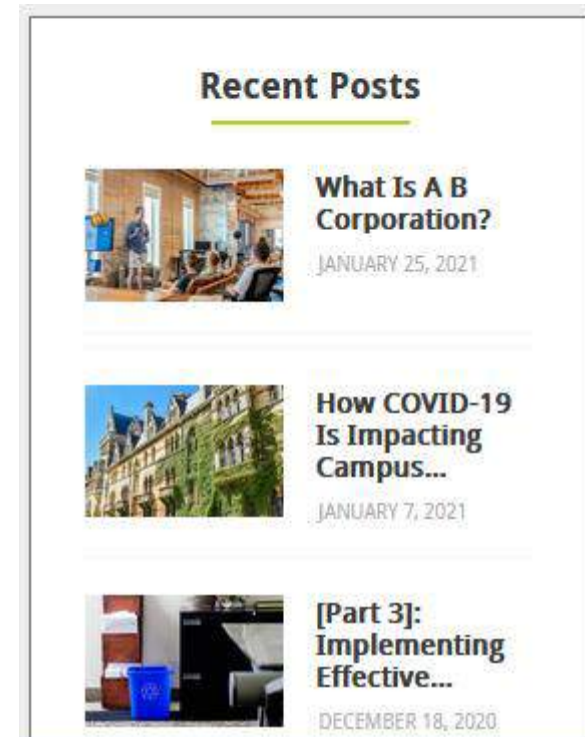 Recent Posts
What Is A B
Corporation?
JANUARY 25, 2021
How COVID-19
Is Impacting
Campus...
JANUARY 7, 2021
[Part 3]:
Implementing
Effective...
DECEMBER 18, 2020